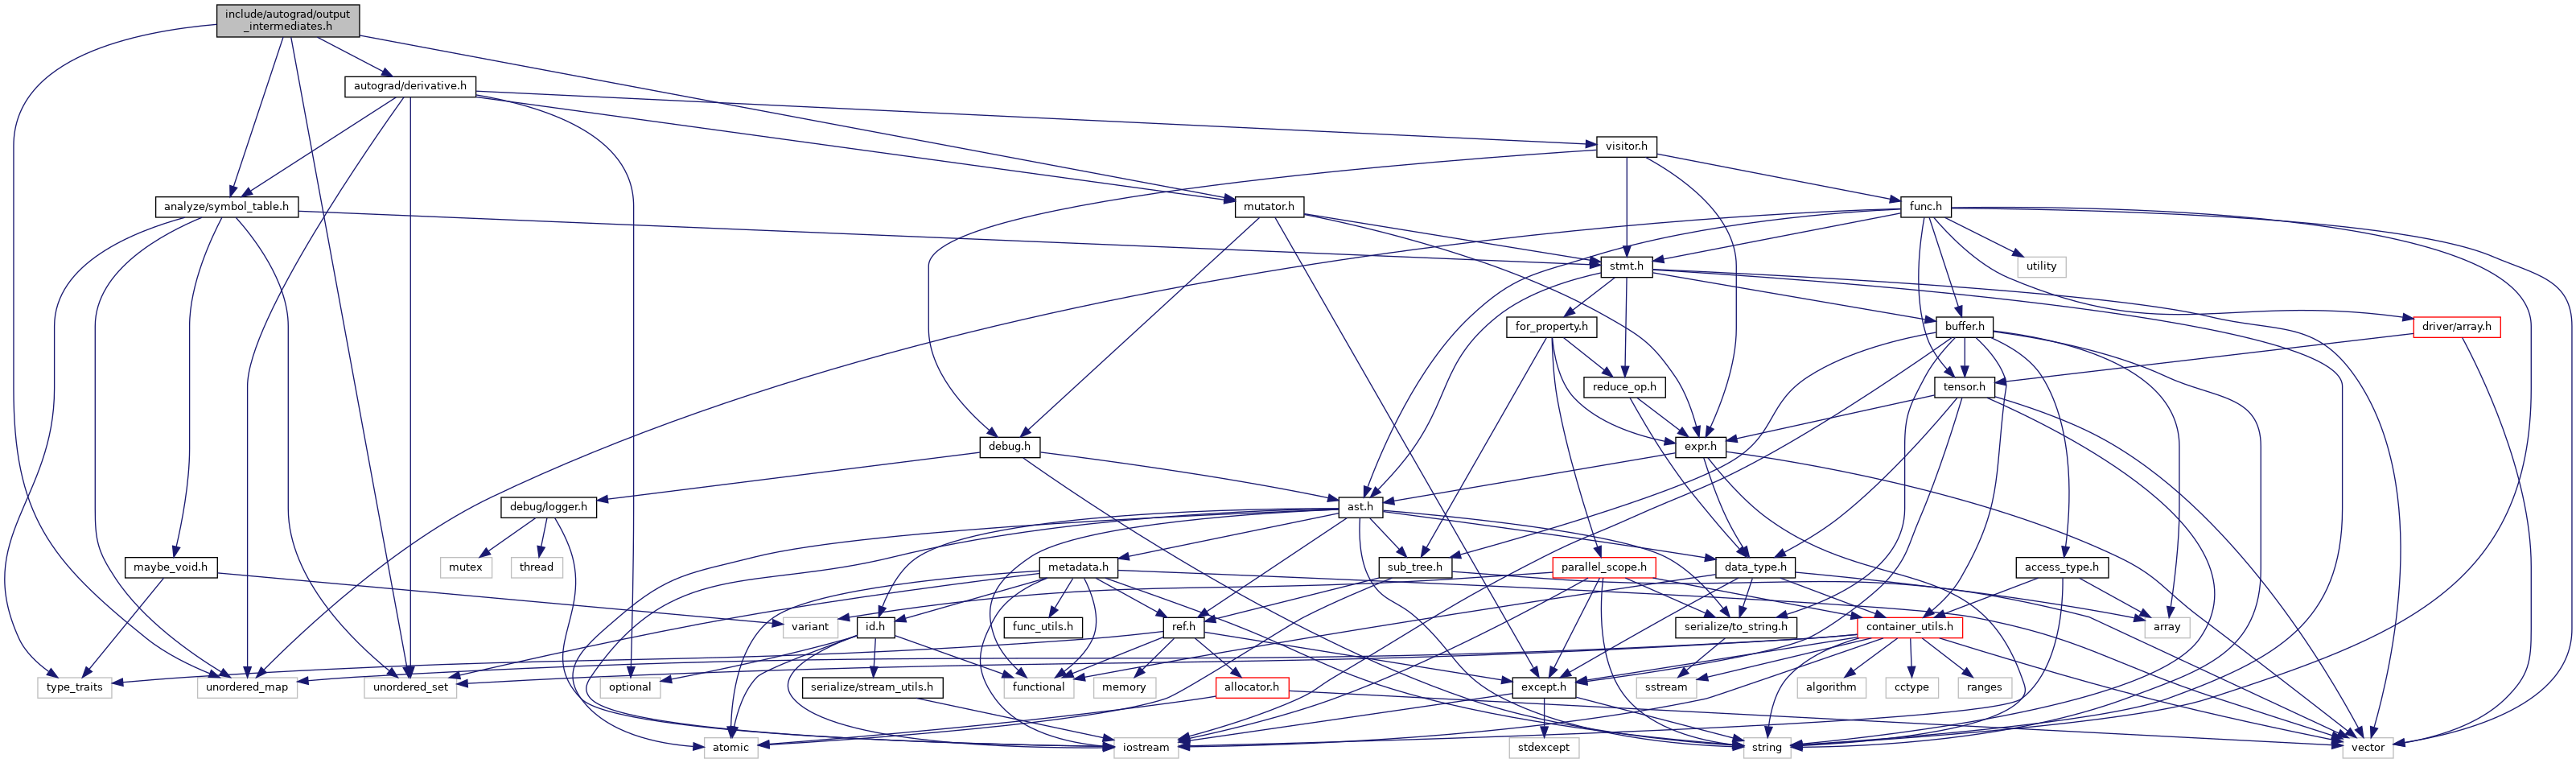 include/autograd/output
_intermediates.h
autograd/derivative.h
visitor.h
analyze/symbol_table.h
mutator.h
func.h
stmt.h
utility
for_property.h
buffer.h
driver/array.h
reduce_op.h
tensor.h
debug.h
expr.h
debug/logger.h
ast.h
maybe_void.h
mutex
thread
metadata.h
sub_tree.h
parallel_scope.h
data_type.h
access_type.h
variant
id.h
func_utils.h
ref.h
serialize/to_string.h
container_utils.h
array
type_traits
unordered_map
unordered_set
optional
serialize/stream_utils.h
functional
memory
allocator.h
except.h
sstream
algorithm
cctype
ranges
atomic
iostream
stdexcept
string
vector